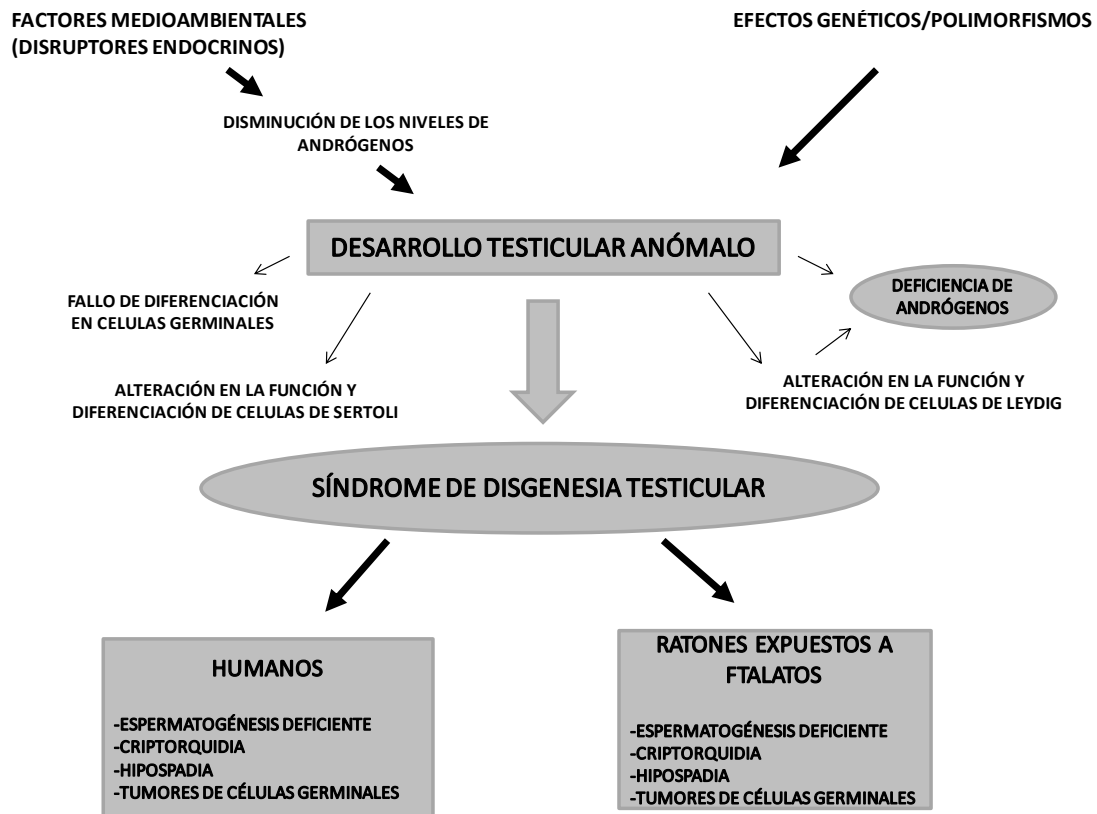 FACTORES MEDIOAMBIENTALES
(DISRUPTORES ENDOCRINOS)
EFECTOS GENÉTICOS/POLIMORFISMOS
DISMINUCIÓN DE LOS NIVELES DE
ANDRÓGENOS
DESARROLLO TESTICULAR ANÓMALO
FALLO DE DIFERENCIACIÓN
EN CELULAS GERMINALES
DEFICIENCIA DE
ANDRÓGENOS
ALTERACIÓN EN LA FUNCIÓN Y
DIFERENCIACIÓN DE CELULAS DE SERTOLI
ALTERACIÓN EN LA FUNCIÓN Y
DIFERENCIACIÓN DE CELULAS DE LEYDIG
SÍNDROME DE DISGENESIA TESTICULAR
HUMANOS
-ESPERMATOGÉNESIS DEFICIENTE
-CRIPTORQUIDIA
-HIPOSPADIA
-TUMORES DE CÉLULAS GERMINALES
RATONES EXPUESTOS A
FTALATOS
-ESPERMATOGÉNESIS DEFICIENTE
-CRIPTORQUIDIA
-HIPOSPADIA
-TUMORES DE CÉLULAS GERMINALES